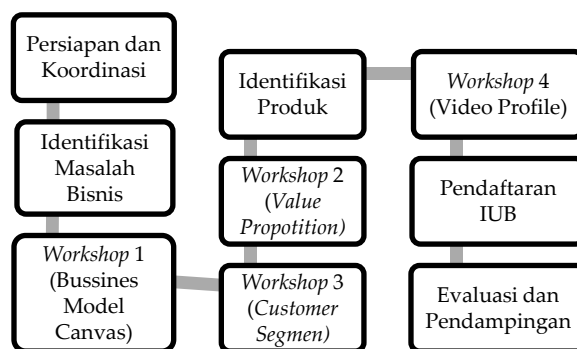 Persiapan dan
Koordinasi
Identifikasi
Masalah
Bisnis
Workshop 1
(Bussines
Model
Canvas)
Identifikasi
Produk
Workshop 2
(Value
Propotition)
Workshop 3
(Customer
Segmen)
Workshop 4
(Video Profile)
Pendaftaran
IUB
Evaluasi dan
Pendampingan